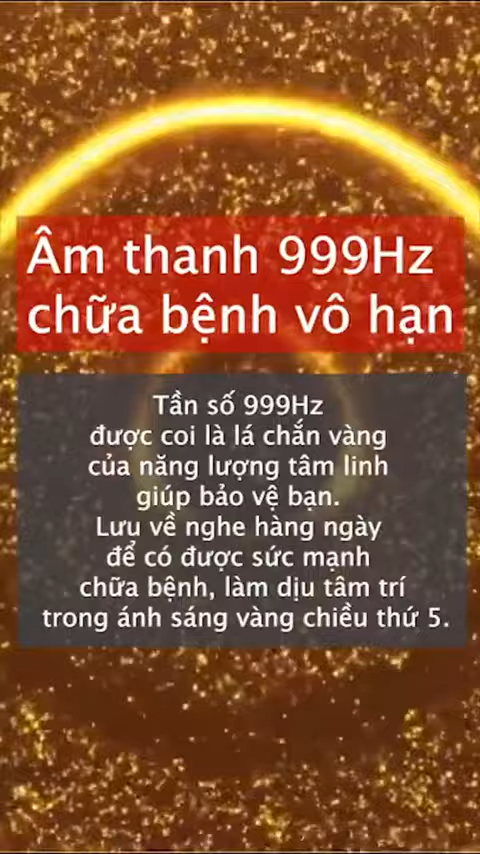 Âm thanh 999Hz
chữa bệnh vô hạn
Tần số 999Hz
được coi là lá chắn vàng
của năng lượng tâm linh
giúp bảo vệ bạn.
Lưu về nghe hàng ngày
để có được sức mạnh
chữa bệnh, làm dịu tâm trí
trong ánh sáng vàng chiều thứ 5.